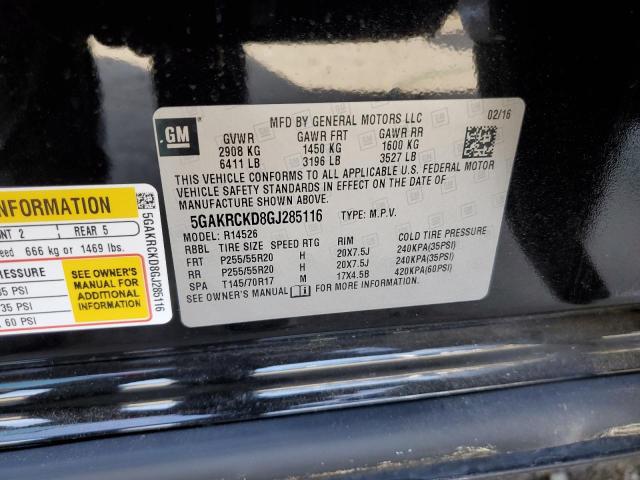 GM
MFD BY GENERAL MOTORS LLC
02/16
GVWR GAWR FRT GAWR RR
2908 KG 1450 KG 1600 KG
6411 LB 3196 LB 3527 LB
THIS VEHICLE CONFORMS TO ALL APPLICABLE U.S. FEDERAL MOTOR
VEHICLE SAFETY STANDARDS IN EFFECT ON THE DATE OF
MANUFACTURE SHOWN ABOVE.
5GAKRCKD8GJ285116 TYPE: M.P.V.
MODEL: R14526
RBBL TIRE SIZE SPEED RTG RIM COLD TIRE PRESSURE
FRT P255/55R20 H 20X7.5J 240KPA(35PSI)
RR P255/55R20 H 20X7.5J 240KPA(35PSI)
SPA T145/70R17 M 17X4.5B 420KPA(60PSI)
SEE OWNER'S MANUAL FOR MORE INFORMATION.
INFORMATION
NT 2 REAR 5
eed 666 kg or 1469 lbs.
PRESSURE
35 PSI
35 PSI
60 PSI
SEE OWNER'S
MANUAL FOR
ADDITIONAL
INFORMATION
5GAKRCKD8GJ285116